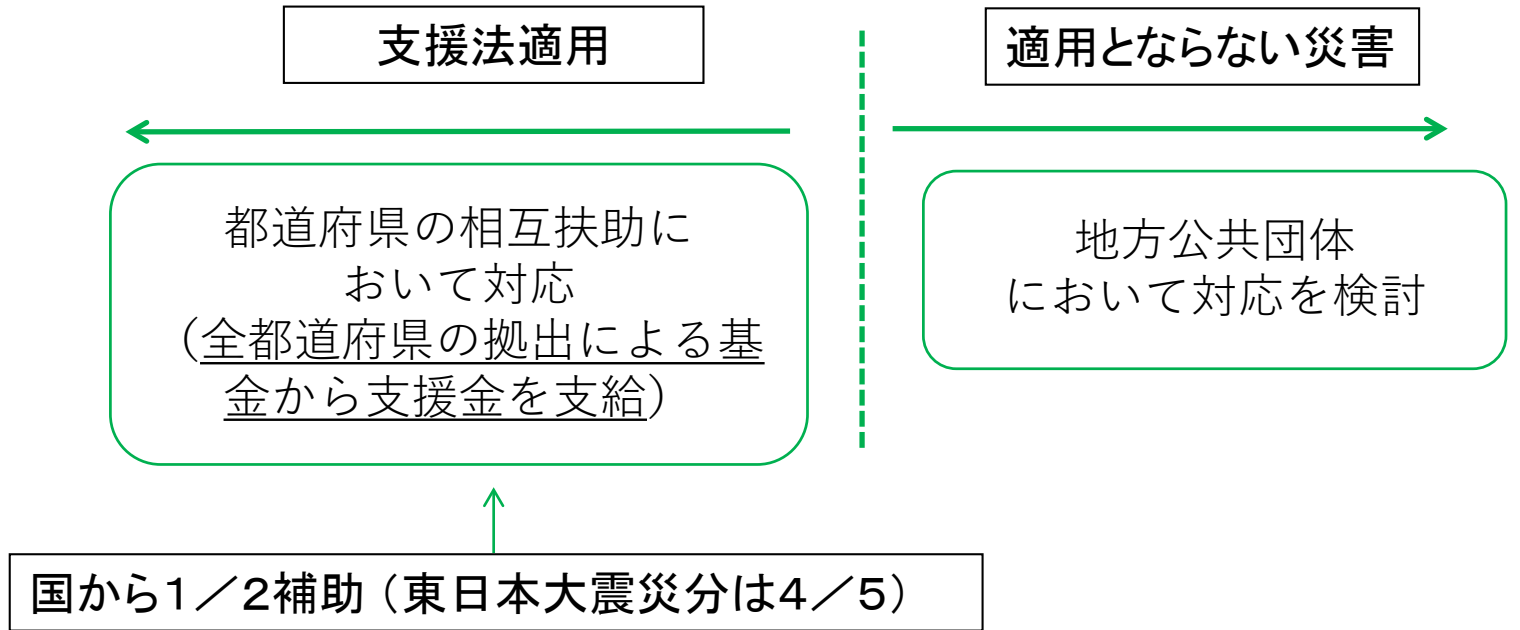 支援法適用
適用とならない災害
都道府県の相互扶助に
おいて対応
（全都道府県の拠出による基
金から支援金を支給）
地方公共団体
において対応を検討
国から１／２補助（東日本大震災分は４／５）